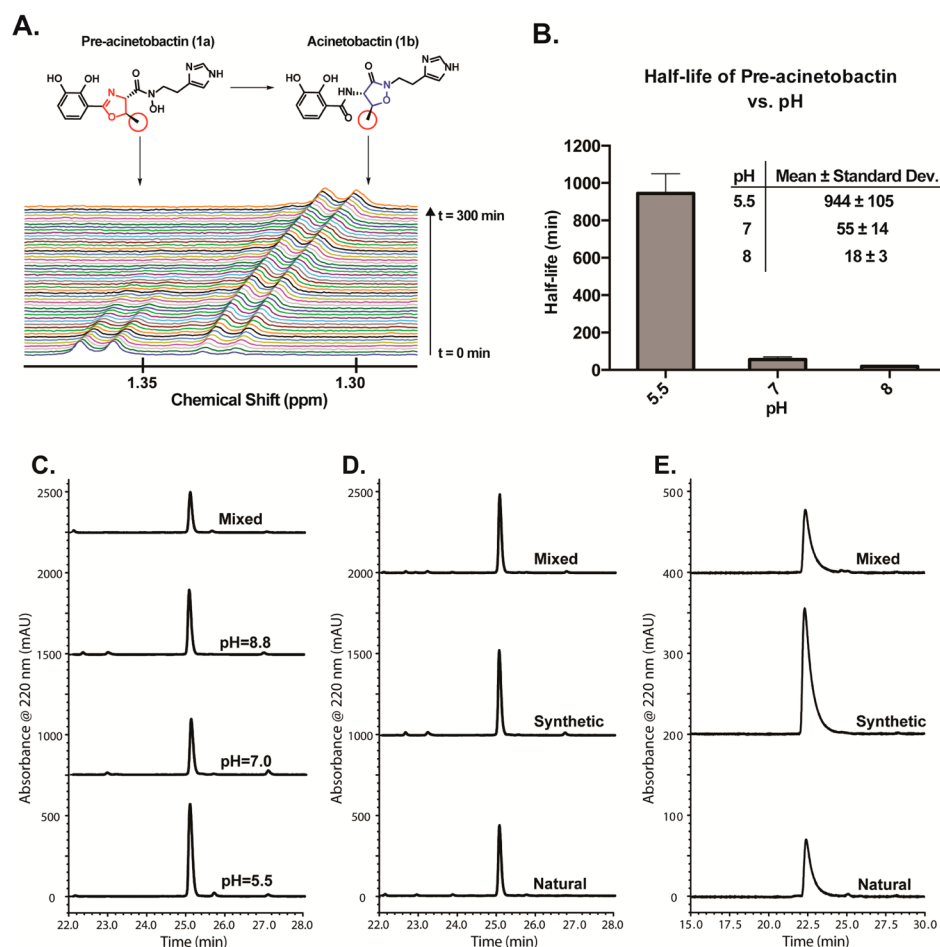 A.
Pre-acinetobactin (1a)
Acinetobactin (1b)
OH OH
N
O
N
OH
O
N
NH
OH OH
HN
O
O
N
O
N
NH
t = 300 min
t = 0 min
1.35
1.30
Chemical Shift (ppm)
B.
Half-life of Pre-acinetobactin
vs. pH
Half-life (min)
1200
1000
800
600
400
200
0
pH Mean ± Standard Dev.
5.5 944 ± 105
7 55 ± 14
8 18 ± 3
5.5
7
8
pH
C.
Absorbance @ 220 nm (mAU)
2500
2000
1500
1000
500
0
Mixed
pH=8.8
pH=7.0
pH=5.5
22.0 23.0 24.0 25.0 26.0 27.0 28.0
Time (min)
D.
Absorbance @ 220 nm (mAU)
2500
2000
1500
1000
500
0
Mixed
Synthetic
Natural
22.0 23.0 24.0 25.0 26.0 27.0 28.0
Time (min)
E.
Absorbance @ 220 nm (mAU)
500
400
300
200
100
0
Mixed
Synthetic
Natural
15.0 17.5 20.0 22.5 25.0 27.5 30.0
Time (min)